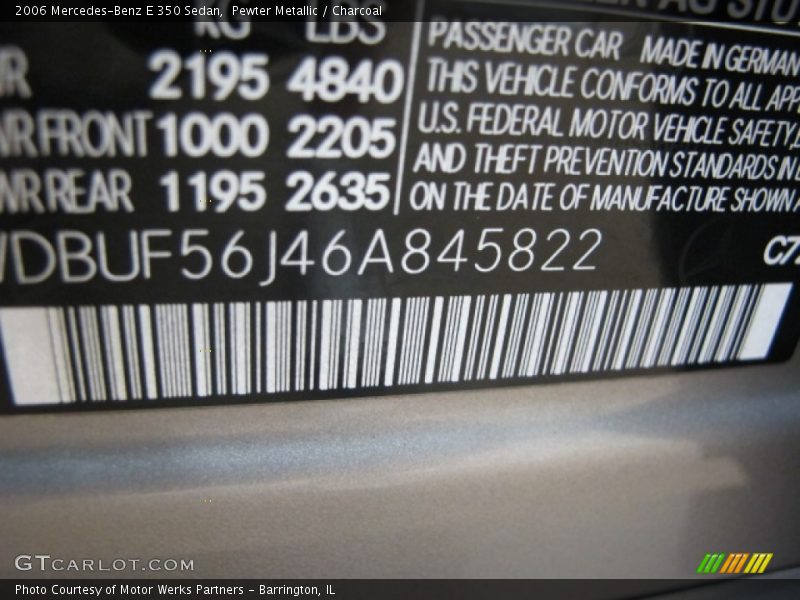 2006 Mercedes-Benz E 350 Sedan, Pewter Metallic / Charcoal
KG LBS
2195 4840
FRONT 1000 2205
REAR 1195 2635
PASSENGER CAR MADE IN GERMAN
THIS VEHICLE CONFORMS TO ALL APP
U.S. FEDERAL MOTOR VEHICLE SAFETY,
AND THEFT PREVENTION STANDARDS IN E
ON THE DATE OF MANUFACTURE SHOWN A
WDBUF56J46A845822
C72
GTCARLOT.COM
Photo Courtesy of Motor Werks Partners - Barrington, IL